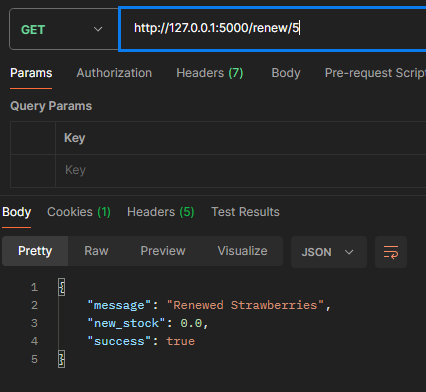 GET http://127.0.0.1:5000/renew/5
Params Authorization Headers (7) Body Pre-request Script
Query Params
Key
Key
Body Cookies (1) Headers (5) Test Results
Pretty Raw Preview Visualize JSON
1 {
2 "message": "Renewed Strawberries",
3 "new_stock": 0.0,
4 "success": true
5 }